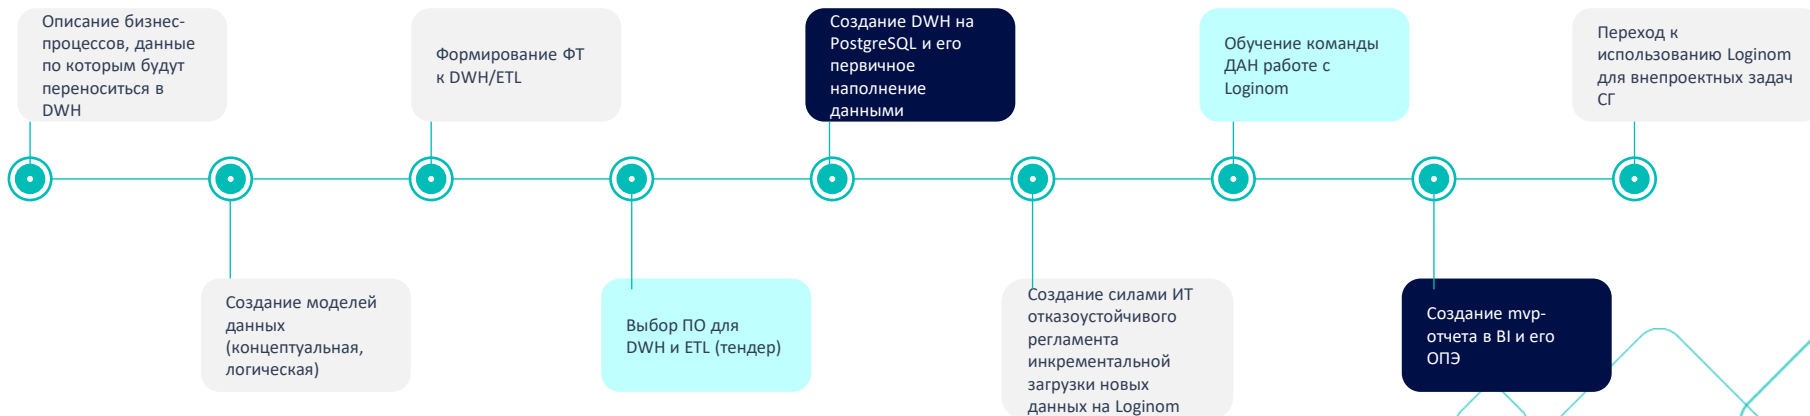 Описание бизнес-
процессов, данные
по которым будут
переноситься в
DWH
Создание моделей
данных
(концептуальная,
логическая)
Формирование ФТ
к DWH/ETL
Выбор ПО для
DWH и ETL (тендер)
Создание DWH на
PostgreSQL и его
первичное
наполнение
данными
Создание силами ИТ
отказоустойчивого
регламента
инкрементальной
загрузки новых
данных на Loginom
Обучение команды
ДАН работе с
Loginom
Создание mvp-
отчета в BI и его
ОПЭ
Переход к
использованию Loginom
для внепроектных задач
СГ